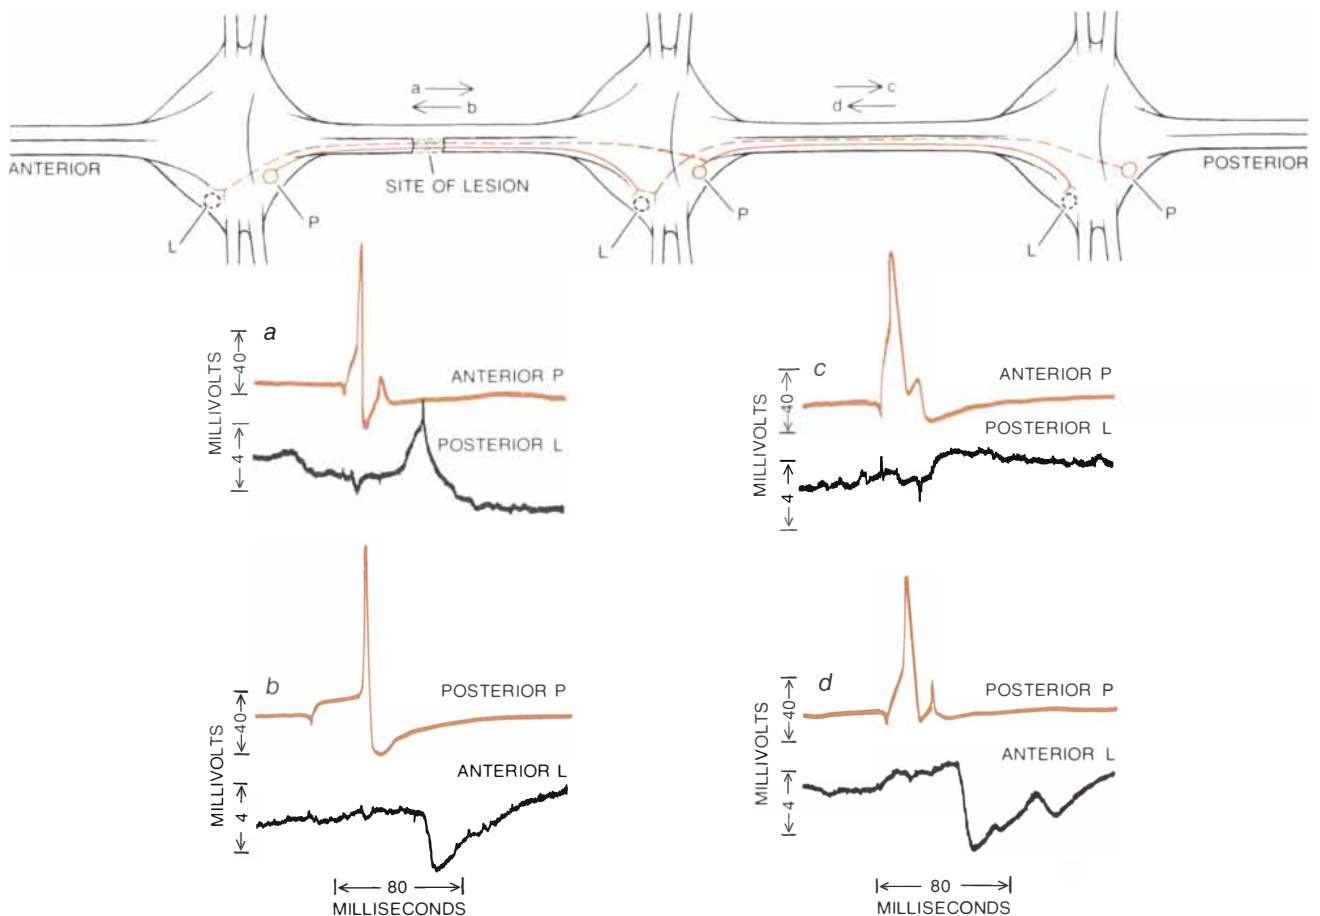 a
b
c
d
ANTERIOR
SITE OF LESION
POSTERIOR
L
P
L
P
L
P
a
MILLIVOLTS
40
ANTERIOR P
4
POSTERIOR L
c
MILLIVOLTS
40
ANTERIOR P
4
POSTERIOR L
b
MILLIVOLTS
40
POSTERIOR P
4
ANTERIOR L
80
MILLISECONDS
d
MILLIVOLTS
40
POSTERIOR P
4
ANTERIOR L
80
MILLISECONDS